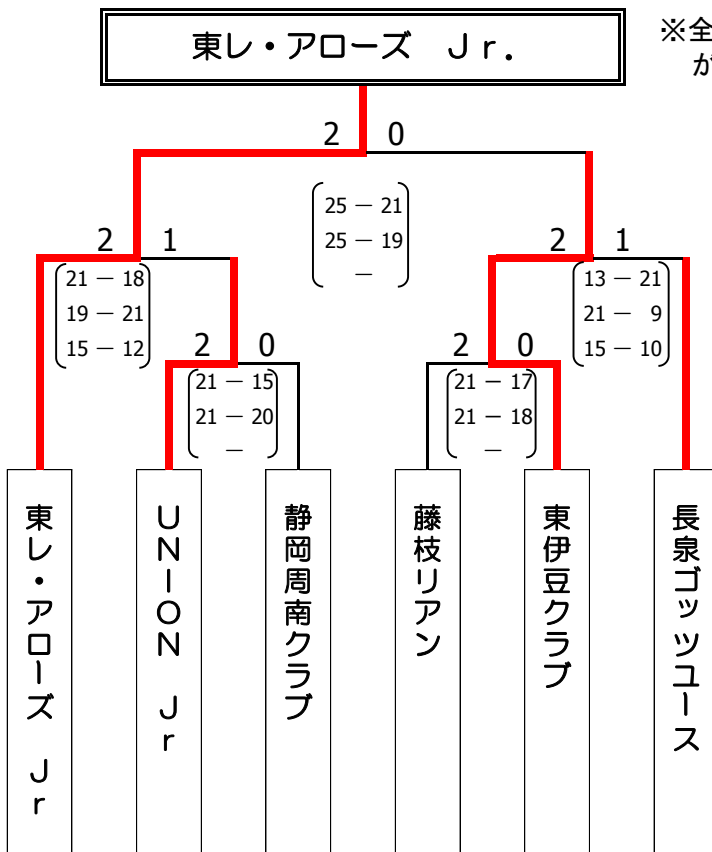 東レ・アローズ　Ｊｒ．
※全
が
2 0
25 － 21
25 － 19
－
2 1
21 － 18
19 － 21
15 － 12
2 1
13 － 21
21 － 9
15 － 10
2 0
21 － 15
21 － 20
－
2 0
21 － 17
21 － 18
－
東レ・アローズ　Ｊｒ
ＵＮＩＯＮ　Ｊｒ
静岡周南クラブ
藤枝リアン
東伊豆クラブ
長泉ゴッツユース